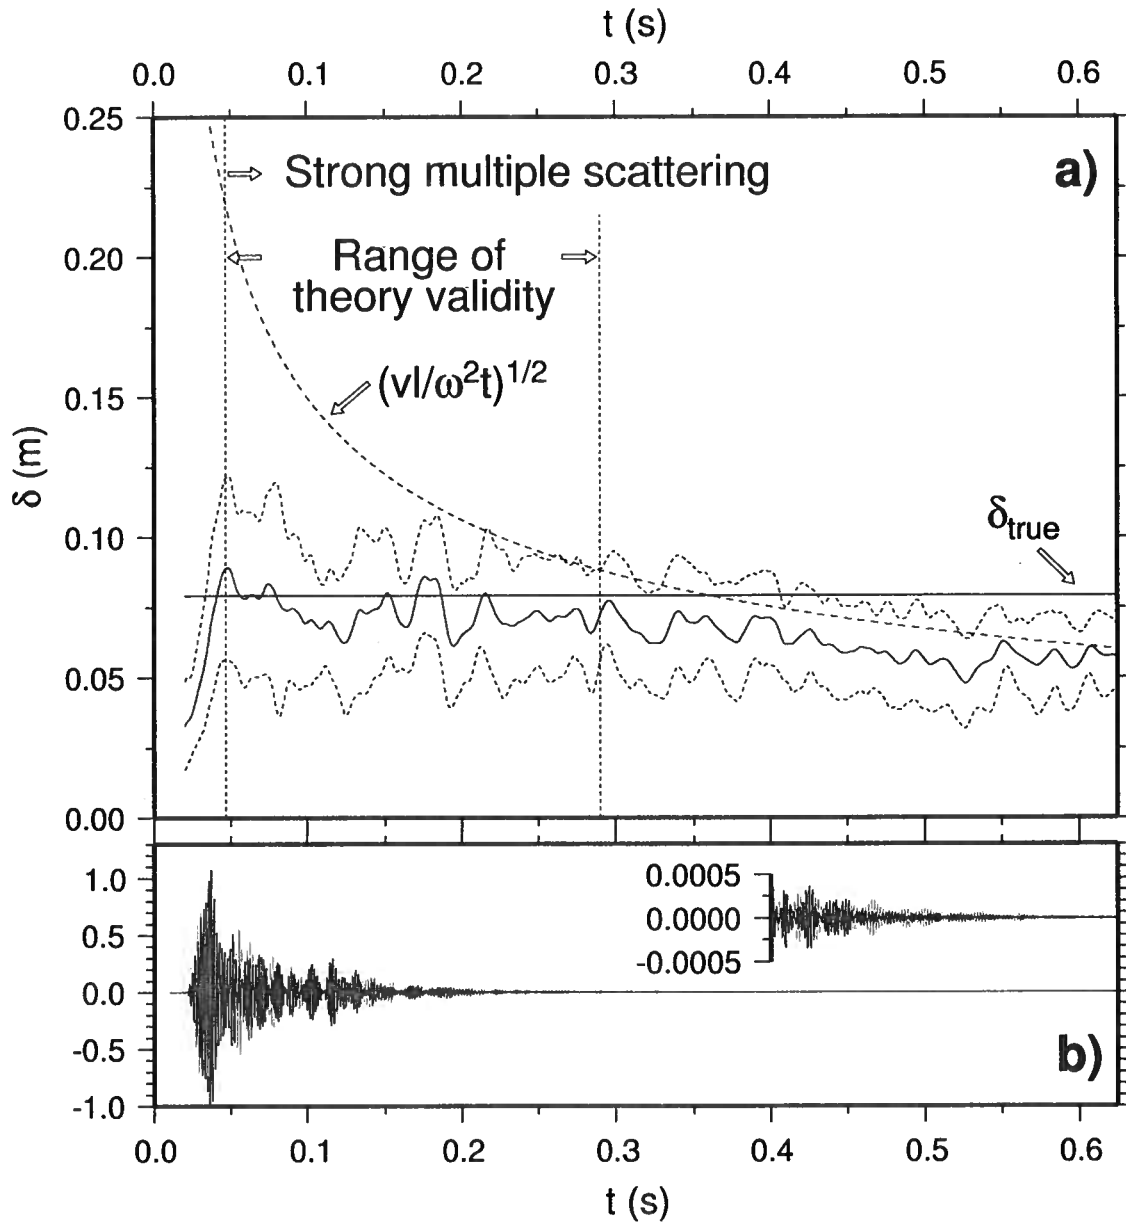 t (s)
0.0 0.1 0.2 0.3 0.4 0.5 0.6
0.25
a)
Strong multiple scattering
0.20
Range of
theory validity
(vl/ω²t)^1/2
0.15
δ (m)
δtrue
0.10
0.05
0.00
1.0
0.5
0.0
-0.5
-1.0
0.0005
0.0000
-0.0005
b)
0.0 0.1 0.2 0.3 0.4 0.5 0.6
t (s)